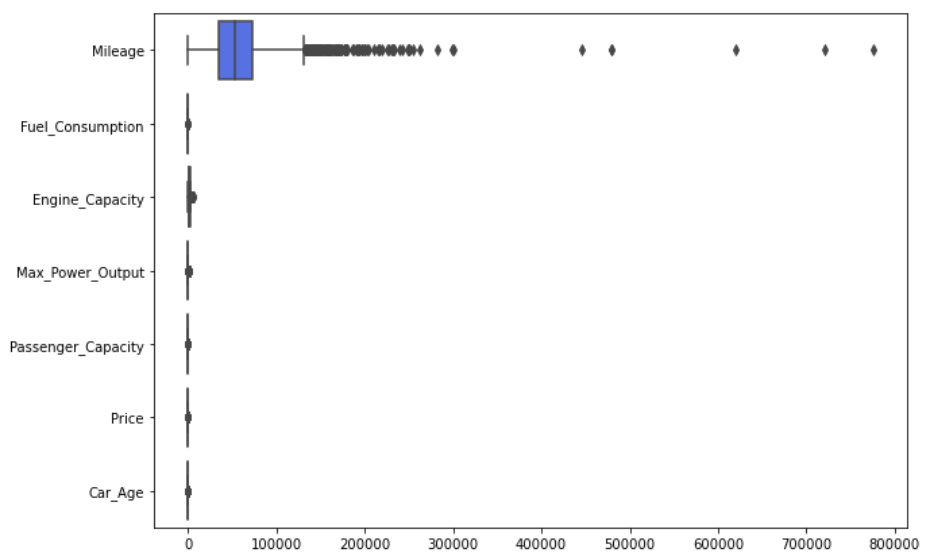 Mileage
Fuel_Consumption
Engine_Capacity
Max_Power_Output
Passenger_Capacity
Price
Car_Age
0 100000 200000 300000 400000 500000 600000 700000 800000